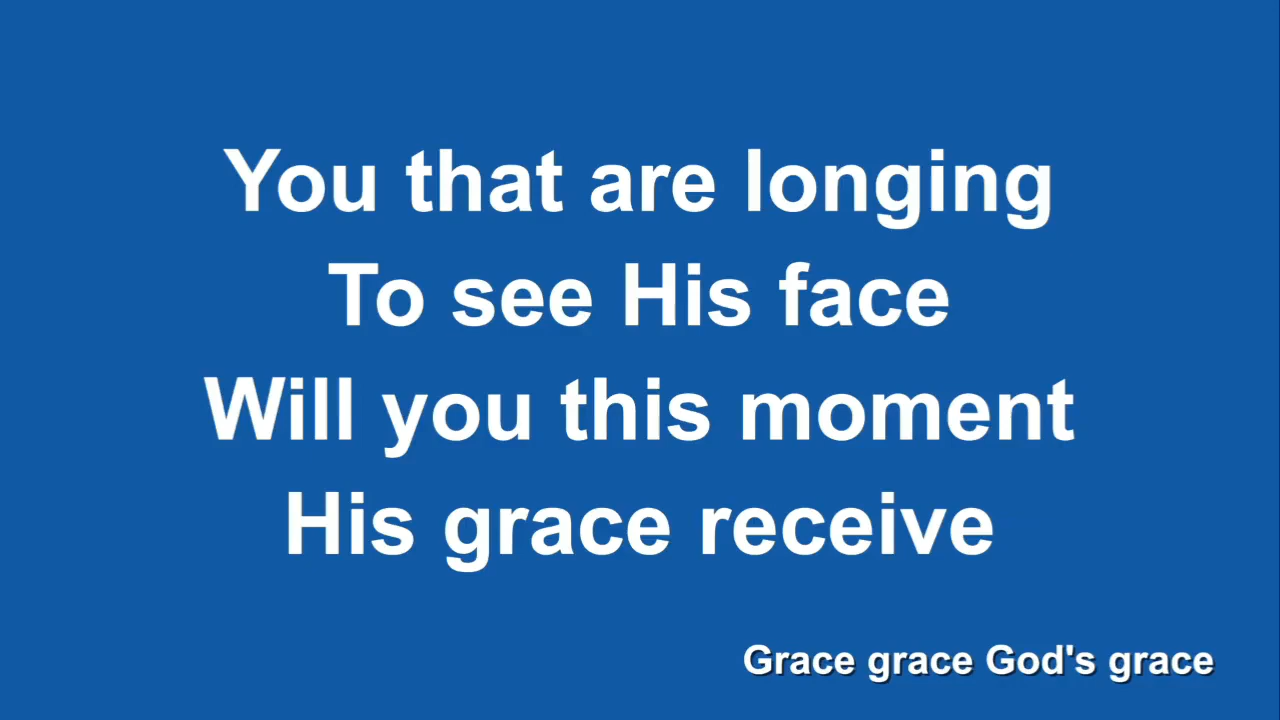 You that are longing
To see His face
Will you this moment
His grace receive
Grace grace God's grace